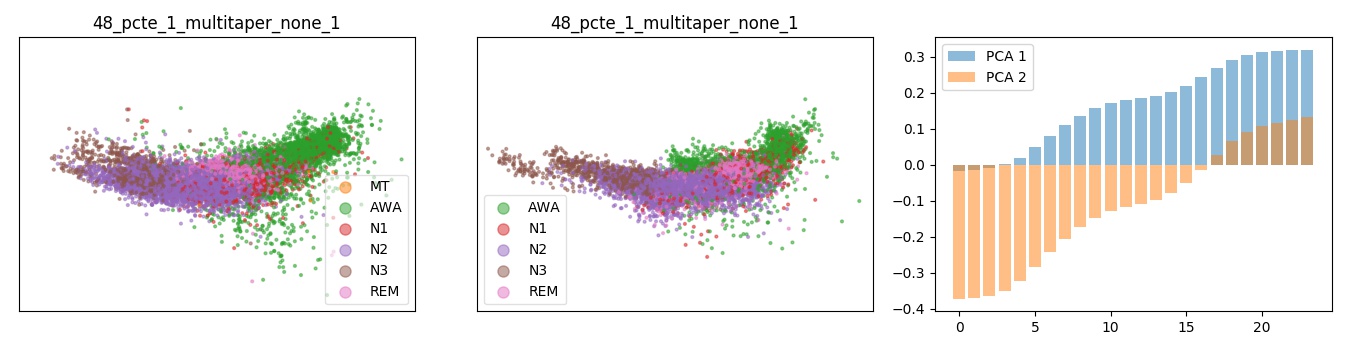 48_pcte_1_multitaper_none_1
MT
AWA
N1
N2
N3
REM
48_pcte_1_multitaper_none_1
AWA
N1
N2
N3
REM
PCA 1
PCA 2
0.3
0.2
0.1
0.0
−0.1
−0.2
−0.3
−0.4
0 5 10 15 20